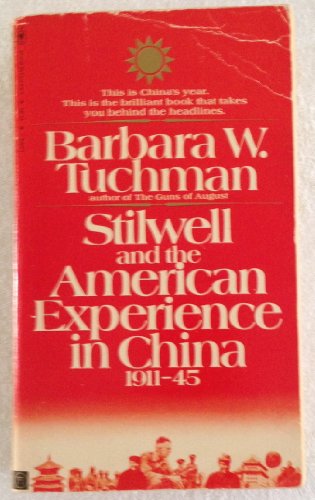 This is China's year.
This is the brilliant book that takes
you behind the headlines.
Barbara W.
Tuchman
author of The Guns of August
Stilwell
and the
American
Experience
in China
1911-45